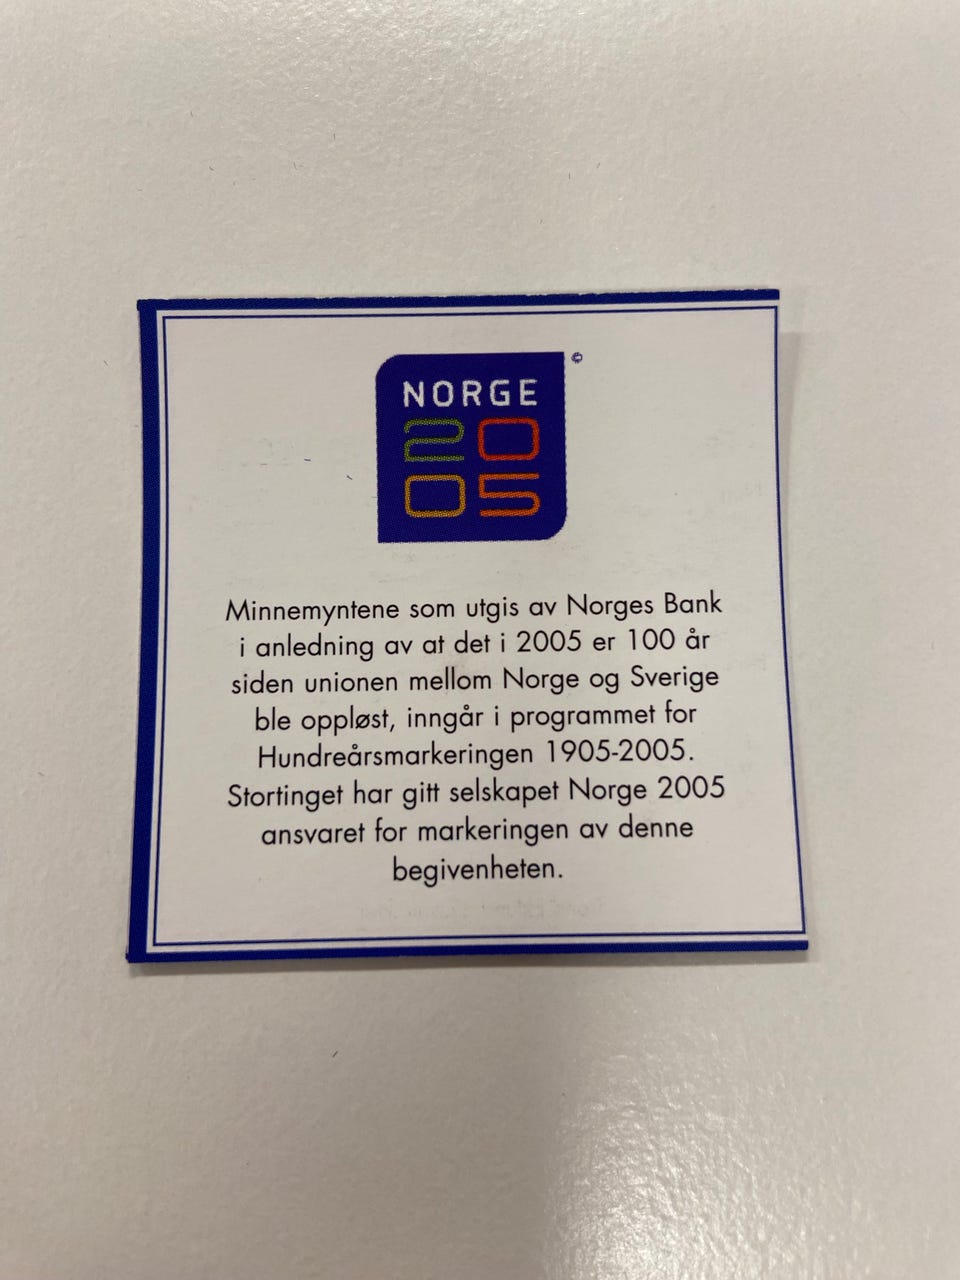 NORGE
20
05
©
Minnemyntene som utgis av Norges Bank
i anledning av at det i 2005 er 100 år
siden unionen mellom Norge og Sverige
ble oppløst, inngår i programmet for
Hundreårsmarkeringen 1905-2005.
Stortinget har gitt selskapet Norge 2005
ansvaret for markeringen av denne
begivenheten.